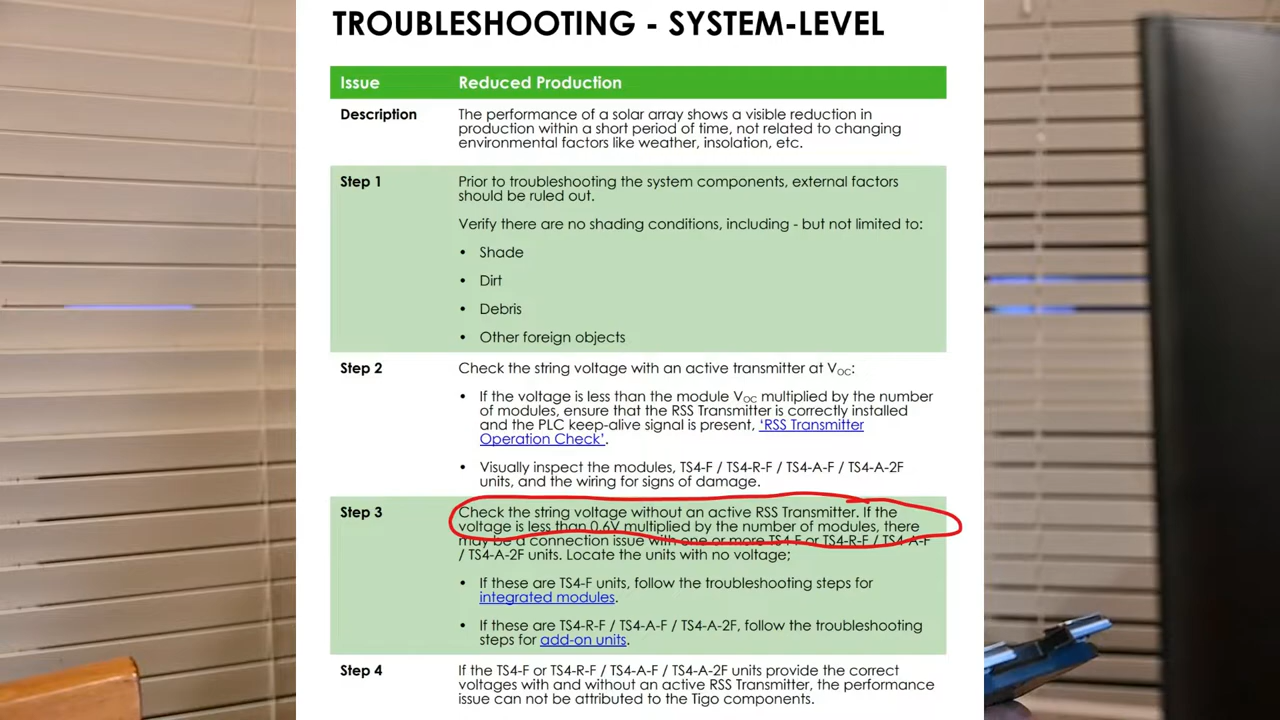 TROUBLESHOOTING - SYSTEM-LEVEL
Issue Reduced Production
Description The performance of a solar array shows a visible reduction in
production within a short period of time, not related to changing
environmental factors like weather, insolation, etc.
Step 1 Prior to troubleshooting the system components, external factors
should be ruled out.
Verify there are no shading conditions, including - but not limited to:
• Shade
• Dirt
• Debris
• Other foreign objects
Step 2 Check the string voltage with an active transmitter at VOC:
• If the voltage is less than the module VOC multiplied by the number
of modules, ensure that the RSS Transmitter is correctly installed
and the PLC keep-alive signal is present, ‘RSS Transmitter
Operation Check’.
• Visually inspect the modules, TS4-F / TS4-R-F / TS4-A-F / TS4-A-2F
units, and the wiring for signs of damage.
Step 3 Check the string voltage without an active RSS Transmitter. If the
voltage is less than 0.6V multiplied by the number of modules, there
may be a connection issue with one or more TS4-F or TS4-R-F / TS4-A-F
/ TS4-A-2F units. Locate the units with no voltage;
• If these are TS4-F units, follow the troubleshooting steps for
integrated modules.
• If these are TS4-R-F / TS4-A-F / TS4-A-2F, follow the troubleshooting
steps for add-on units.
Step 4 If the TS4-F or TS4-R-F / TS4-A-F / TS4-A-2F units provide the correct
voltages with and without an active RSS Transmitter, the performance
issue can not be attributed to the Tigo components.